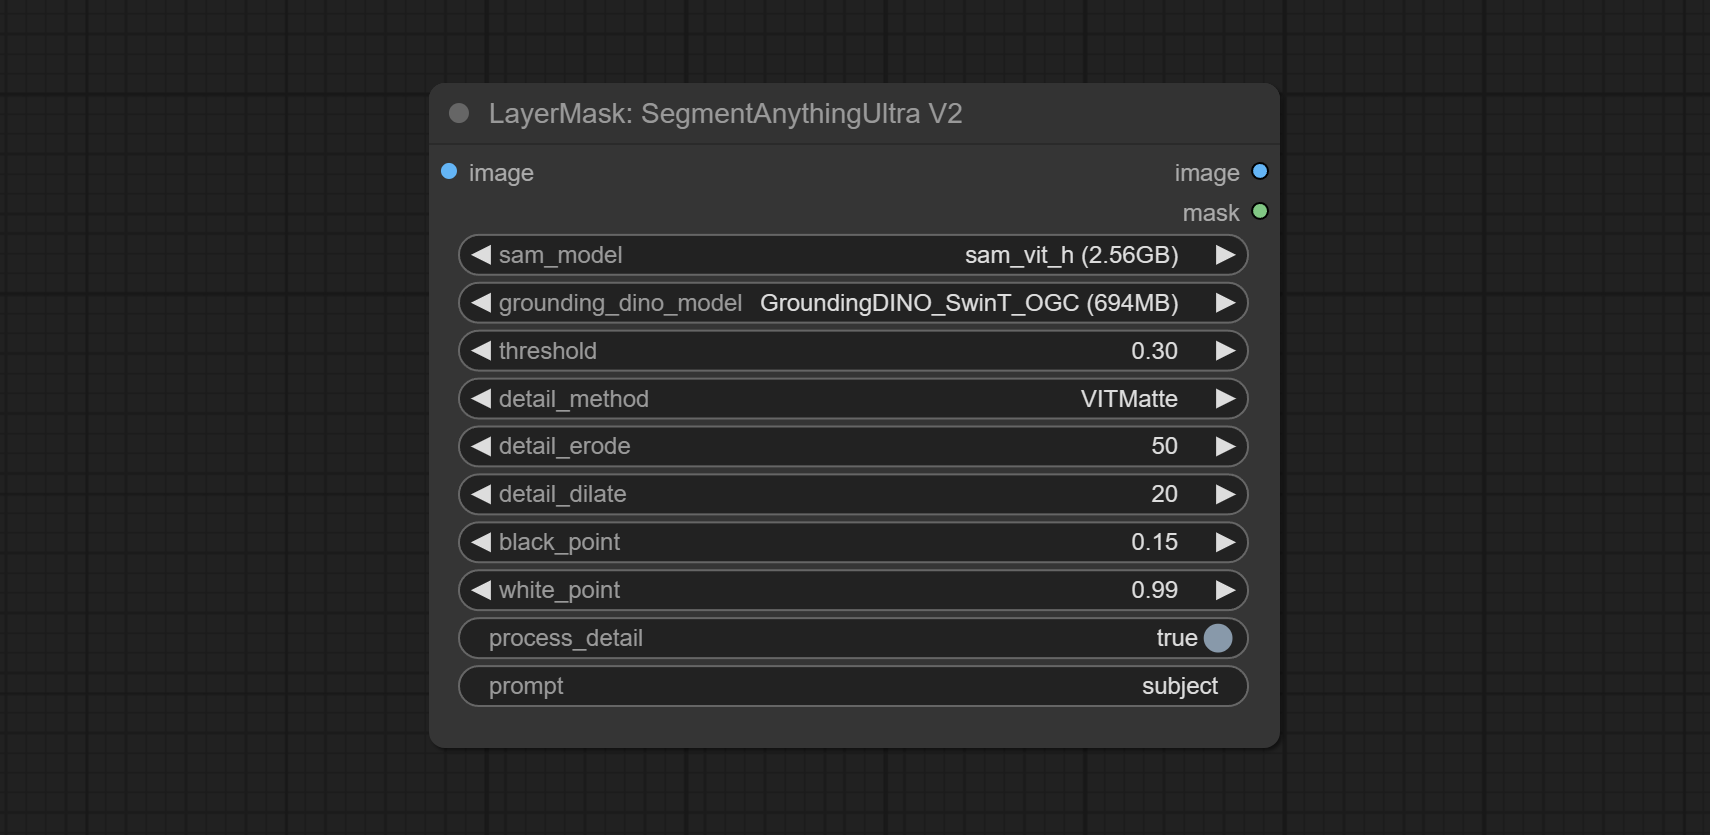 LayerMask: SegmentAnythingUltra V2
image image
mask
sam_model sam_vit_h (2.56GB)
grounding_dino_model GroundingDINO_SwinT_OGC (694MB)
threshold 0.30
detail_method VITMatte
detail_erode 50
detail_dilate 20
black_point 0.15
white_point 0.99
process_detail true
prompt subject